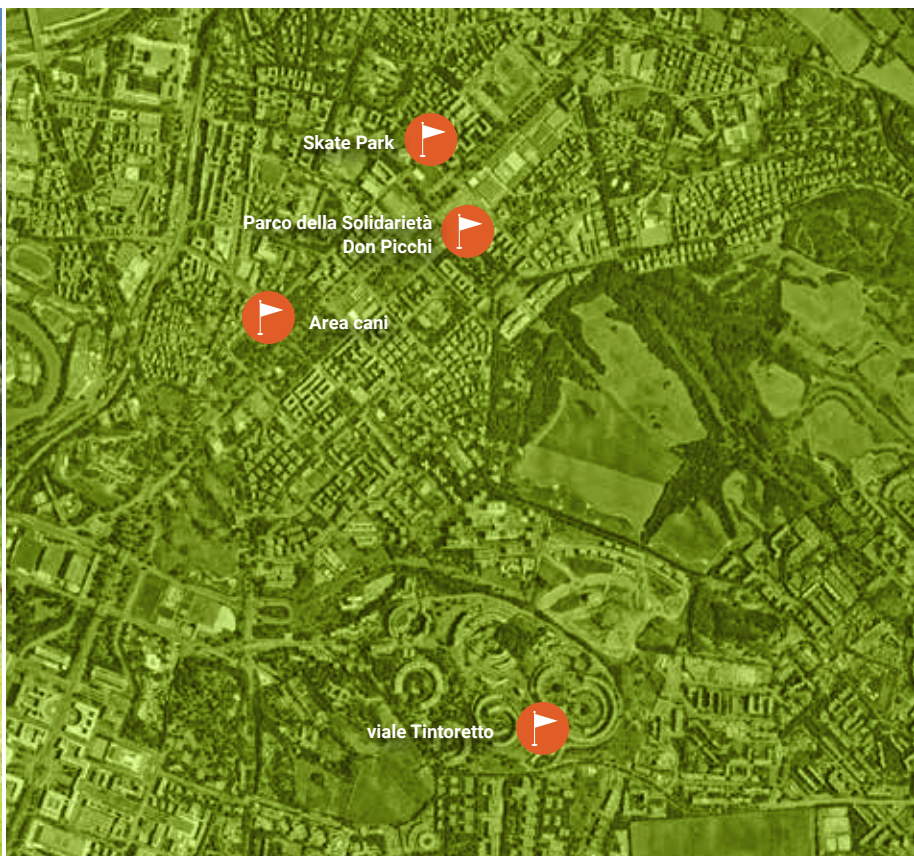 Skate Park
Parco della Solidarietà
Don Picchi
Area cani
viale Tintoretto